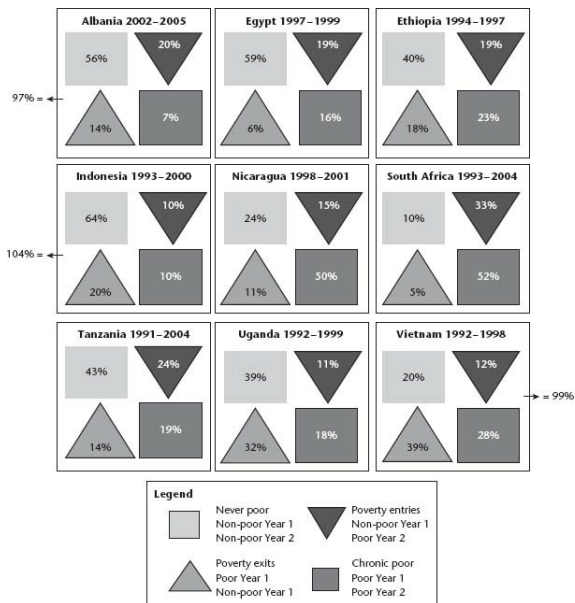 Albania 2002–2005
56%
20%
14%
7%
97% =
Egypt 1997–1999
59%
19%
6%
16%
Ethiopia 1994–1997
40%
19%
18%
23%
Indonesia 1993–2000
64%
10%
20%
10%
104% =
Nicaragua 1998–2001
24%
15%
11%
50%
South Africa 1993–2004
10%
33%
5%
52%
Tanzania 1991–2004
43%
24%
14%
19%
Uganda 1992–1999
39%
11%
32%
18%
Vietnam 1992–1998
20%
12%
39%
28%
= 99%
Legend
Never poor
Non-poor Year 1
Non-poor Year 2
Poverty entries
Non-poor Year 1
Poor Year 2
Poverty exits
Poor Year 1
Non-poor Year 1
Chronic poor
Poor Year 1
Poor Year 2